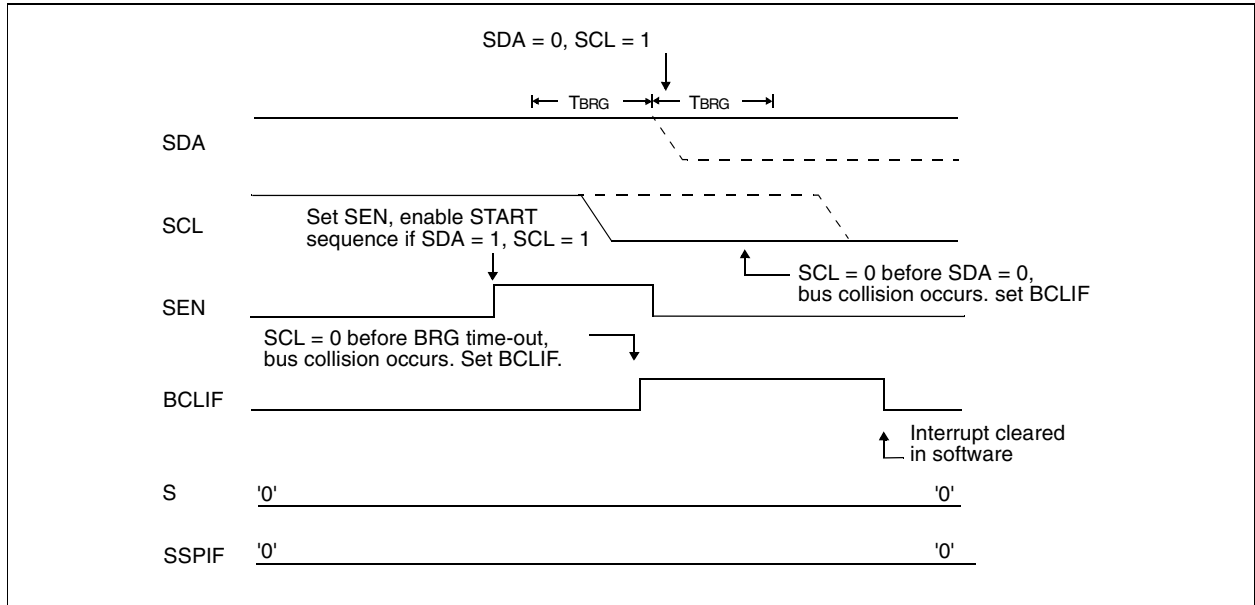 SDA = 0, SCL = 1
TBRG TBRG
SDA
SCL
Set SEN, enable START
sequence if SDA = 1, SCL = 1
SCL = 0 before SDA = 0,
bus collision occurs. set BCLIF
SEN
SCL = 0 before BRG time-out,
bus collision occurs. Set BCLIF.
BCLIF
Interrupt cleared
in software
S '0' '0'
SSPIF '0' '0'